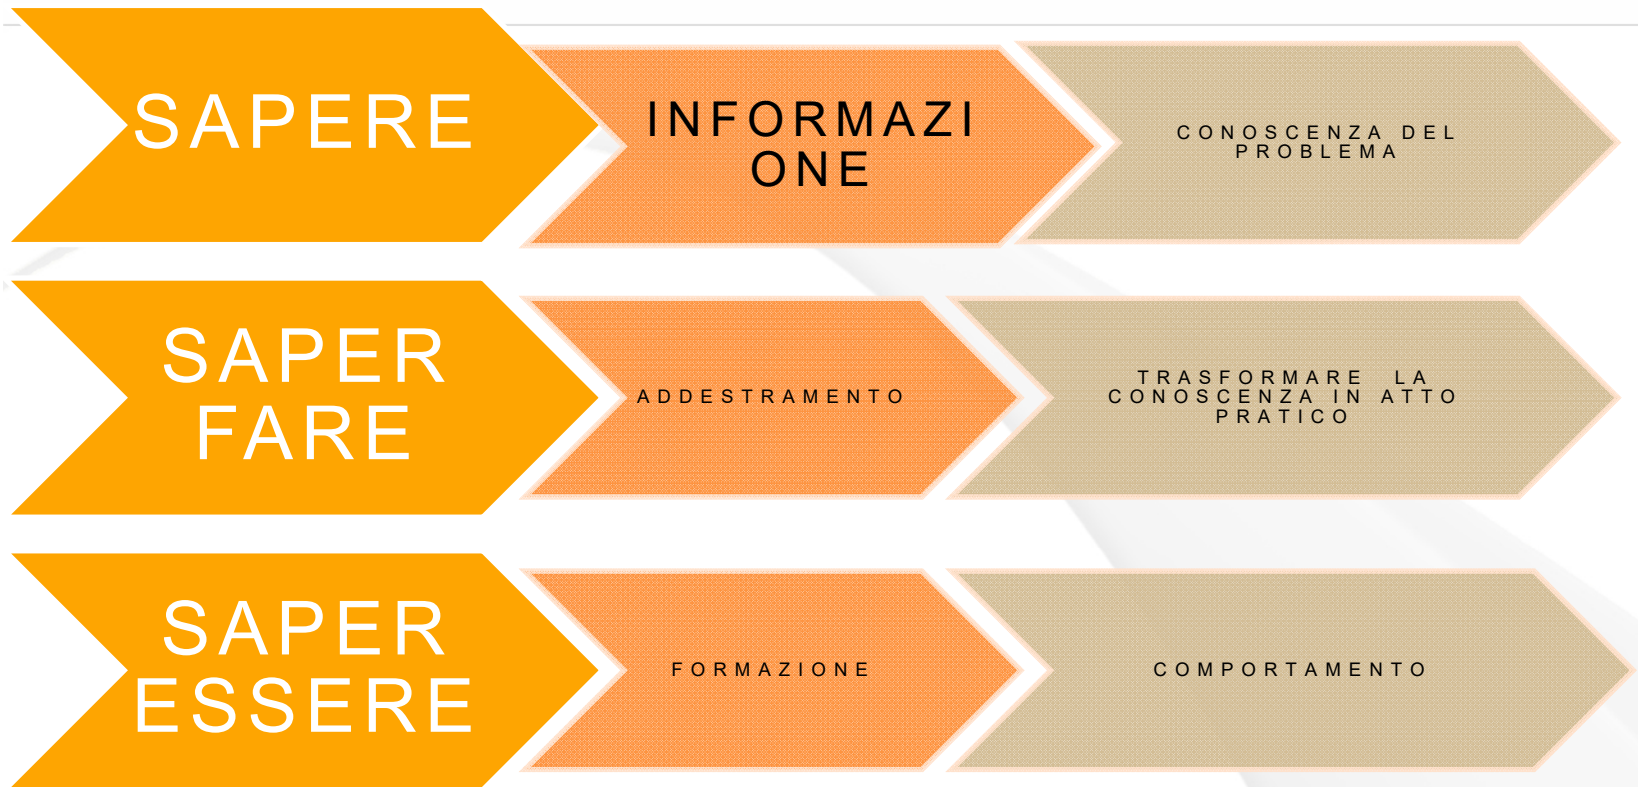 SAPERE
INFORMAZI
ONE
CONOSCENZA DEL
PROBLEMA
SAPER
FARE
ADDESTRAMENTO
TRASFORMARE LA
CONOSCENZA IN ATTO
PRATICO
SAPER
ESSERE
FORMAZIONE
COMPORTAMENTO